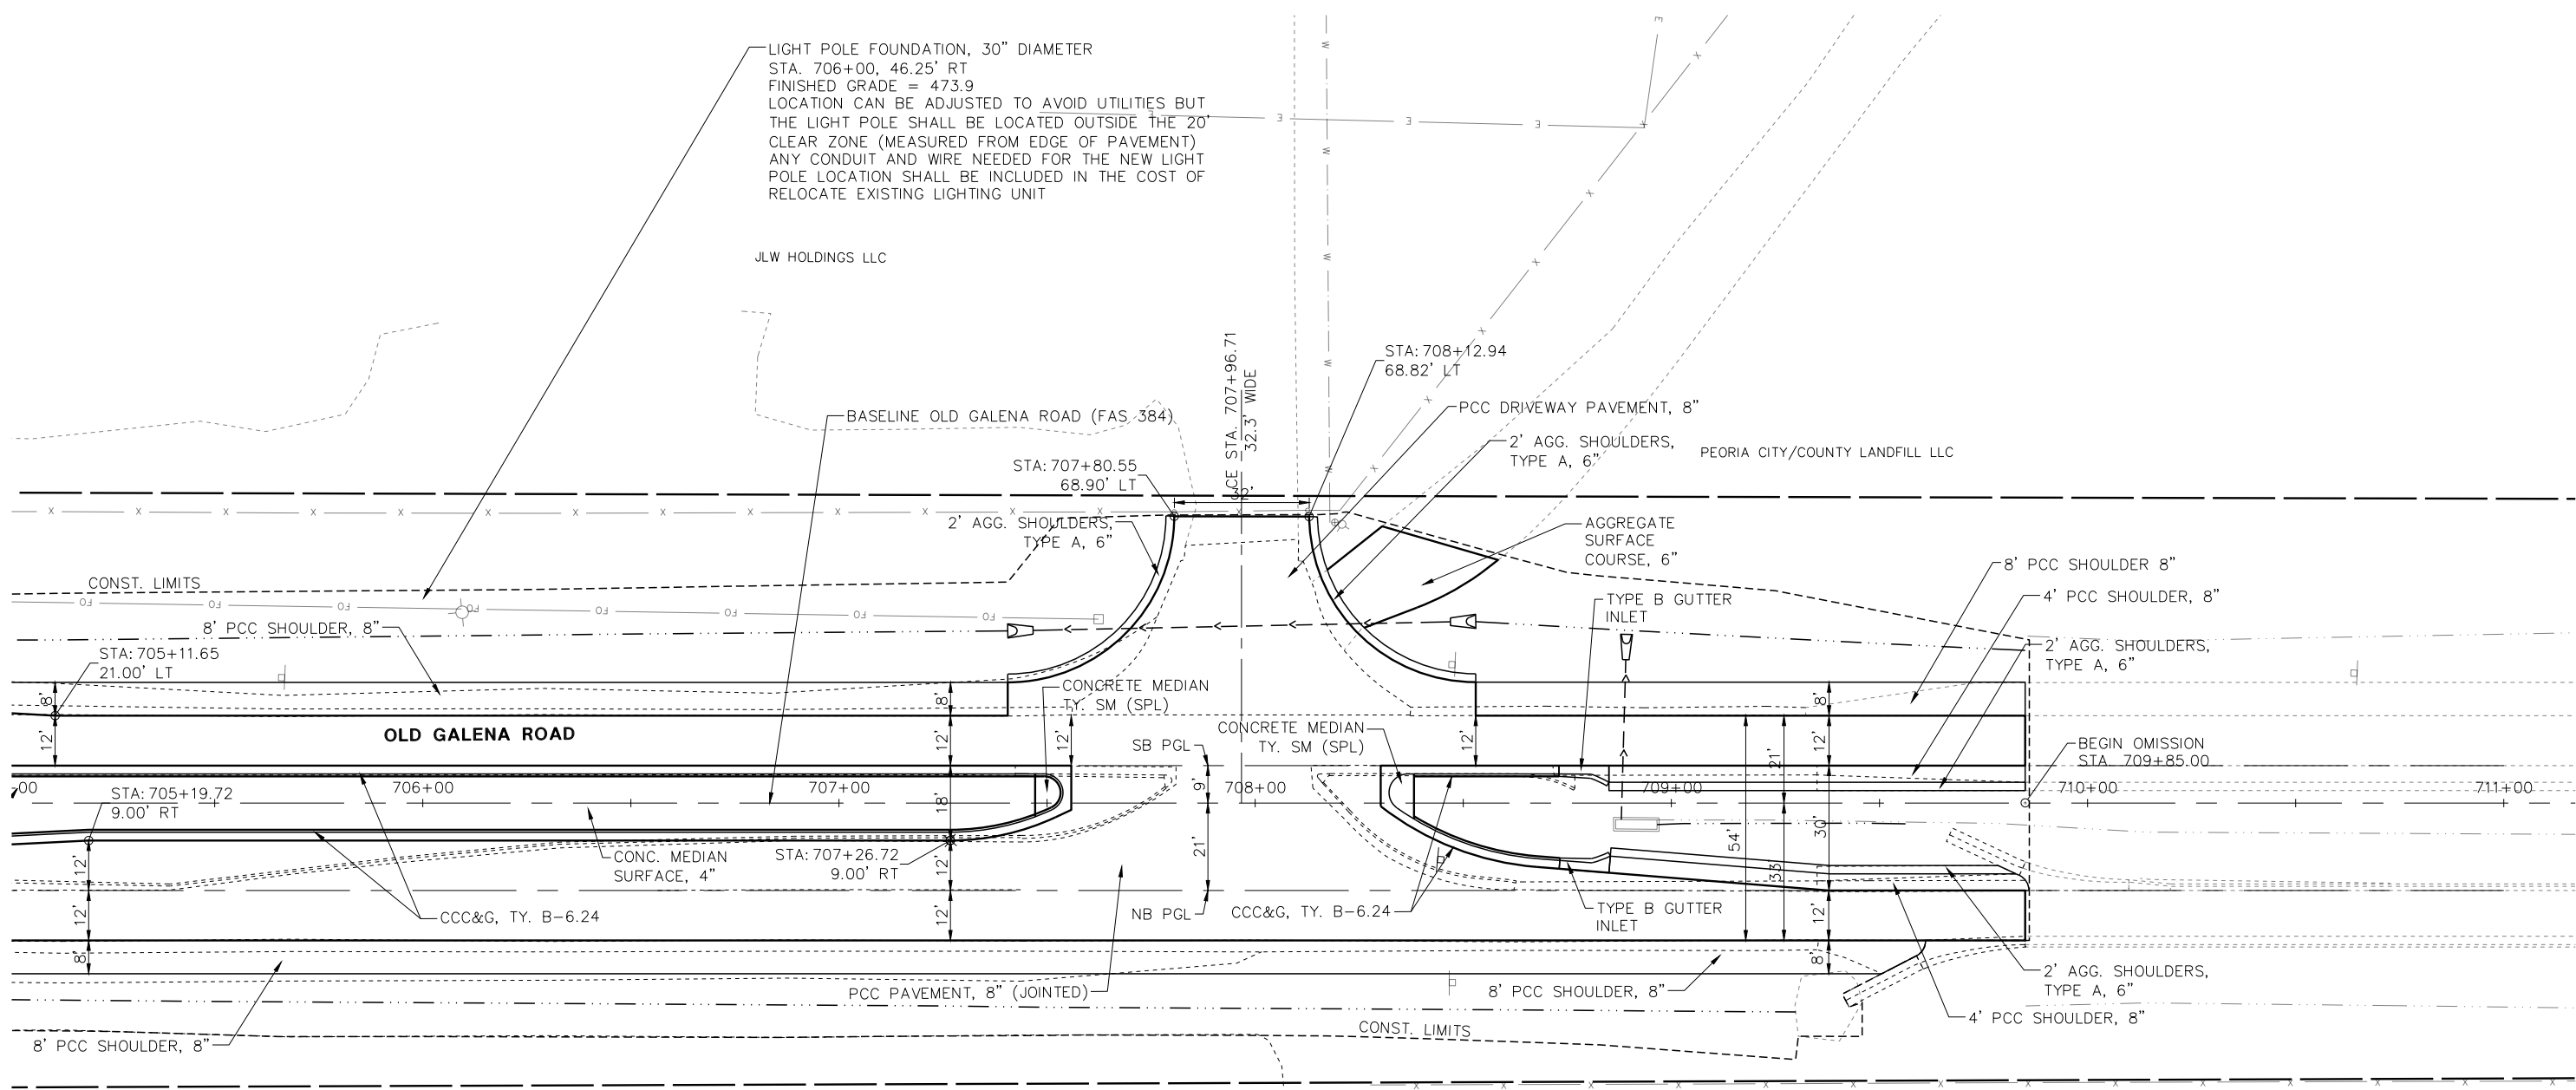 LIGHT POLE FOUNDATION, 30" DIAMETER
STA. 706+00, 46.25' RT
FINISHED GRADE = 473.9
LOCATION CAN BE ADJUSTED TO AVOID UTILITIES BUT
THE LIGHT POLE SHALL BE LOCATED OUTSIDE THE 20'
CLEAR ZONE (MEASURED FROM EDGE OF PAVEMENT)
ANY CONDUIT AND WIRE NEEDED FOR THE NEW LIGHT
POLE LOCATION SHALL BE INCLUDED IN THE COST OF
RELOCATE EXISTING LIGHTING UNIT
JLW HOLDINGS LLC
CE STA. 707+96.71
32.3' WIDE
STA: 708+12.94
68.82' LT
BASELINE OLD GALENA ROAD (FAS 384)
PCC DRIVEWAY PAVEMENT, 8"
2' AGG. SHOULDERS,
TYPE A, 6"
PEORIA CITY/COUNTY LANDFILL LLC
STA: 707+80.55
68.90' LT
32'
2' AGG. SHOULDERS,
TYPE A, 6"
AGGREGATE
SURFACE
COURSE, 6"
CONST. LIMITS
8' PCC SHOULDER 8"
4' PCC SHOULDER, 8"
TYPE B GUTTER
INLET
8' PCC SHOULDER, 8"
STA: 705+11.65
21.00' LT
2' AGG. SHOULDERS,
TYPE A, 6"
CONCRETE MEDIAN
TY. SM (SPL)
8'
8'
8'
OLD GALENA ROAD
CONCRETE MEDIAN
TY. SM (SPL)
12'
12'
12'
12'
12'
21'
SB PGL
BEGIN OMISSION
STA. 709+85.00
+00
706+00
707+00
708+00
709+00
710+00
711+00
STA: 705+19.72
9.00' RT
18'
9'
30'
54'
33'
21'
CONC. MEDIAN
SURFACE, 4"
STA: 707+26.72
9.00' RT
12'
12'
CCC&G, TY. B-6.24
NB PGL
CCC&G, TY. B-6.24
TYPE B GUTTER
INLET
12'
12'
12'
8'
8'
PCC PAVEMENT, 8" (JOINTED)
8' PCC SHOULDER, 8"
2' AGG. SHOULDERS,
TYPE A, 6"
4' PCC SHOULDER, 8"
CONST. LIMITS
8' PCC SHOULDER, 8"